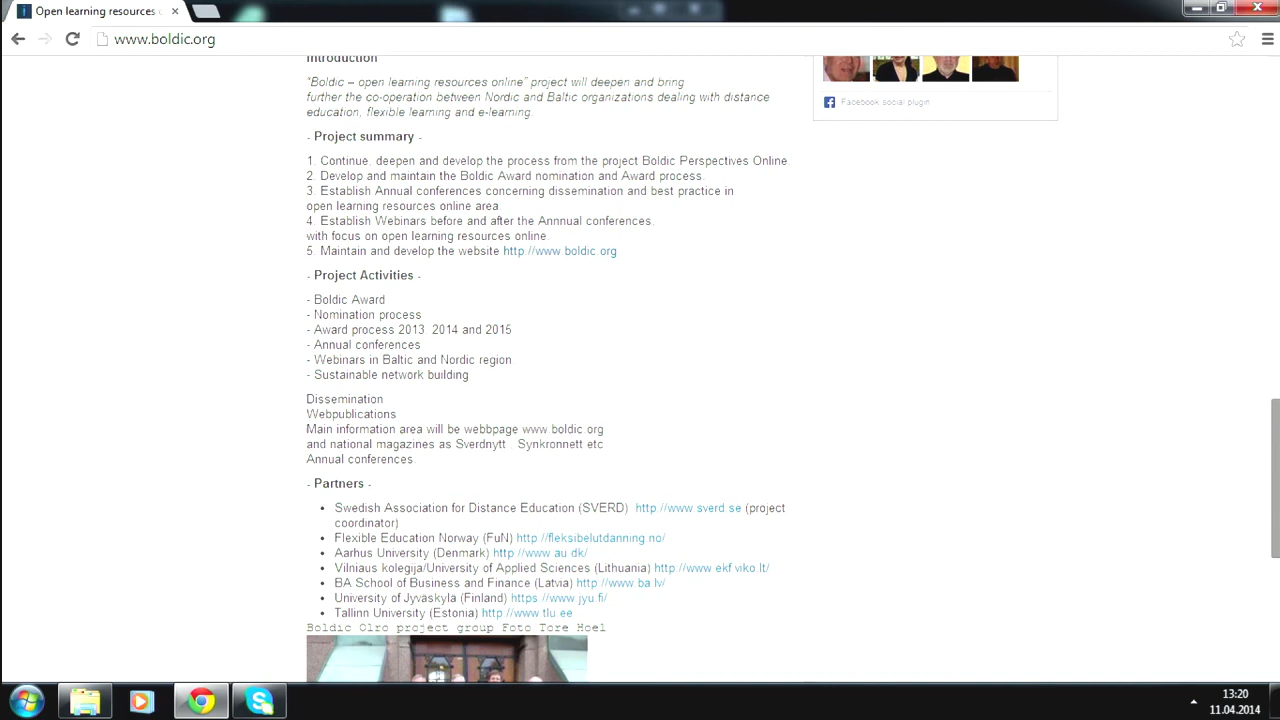 Open learning resources
www.boldic.org
Introduction
"Boldic – open learning resources online" project will deepen and bring
further the co-operation between Nordic and Baltic organizations dealing with distance
education, flexible learning and e-learning.
Facebook social plugin
- Project summary -
1. Continue, deepen and develop the process from the project Boldic Perspectives Online.
2. Develop and maintain the Boldic Award nomination and Award process.
3. Establish Annual conferences concerning dissemination and best practice in
open learning resources online area.
4. Establish Webinars before and after the Annnual conferences.
with focus on open learning resources online.
5. Maintain and develop the website http://www.boldic.org
- Project Activities -
- Boldic Award
- Nomination process
- Award process 2013, 2014 and 2015
- Annual conferences
- Webinars in Baltic and Nordic region
- Sustainable network building
Dissemination
Webpublications
Main information area will be webbpage www.boldic.org
and national magazines as Sverdnytt , Synkronnett etc
Annual conferences.
- Partners -
• Swedish Association for Distance Education (SVERD) http://www.sverd.se (project
coordinator)
• Flexible Education Norway (FuN) http://fleksibelutdanning.no/
• Aarhus University (Denmark) http://www.au.dk/
• Vilniaus kolegija/University of Applied Sciences (Lithuania) http://www.ekf.viko.lt/
• BA School of Business and Finance (Latvia) http://www.ba.lv/
• University of Jyväskyla (Finland) https://www.jyu.fi/
• Tallinn University (Estonia) http://www.tlu.ee
Boldic Olro project group Foto Tore Hoel
13:20
11.04.2014